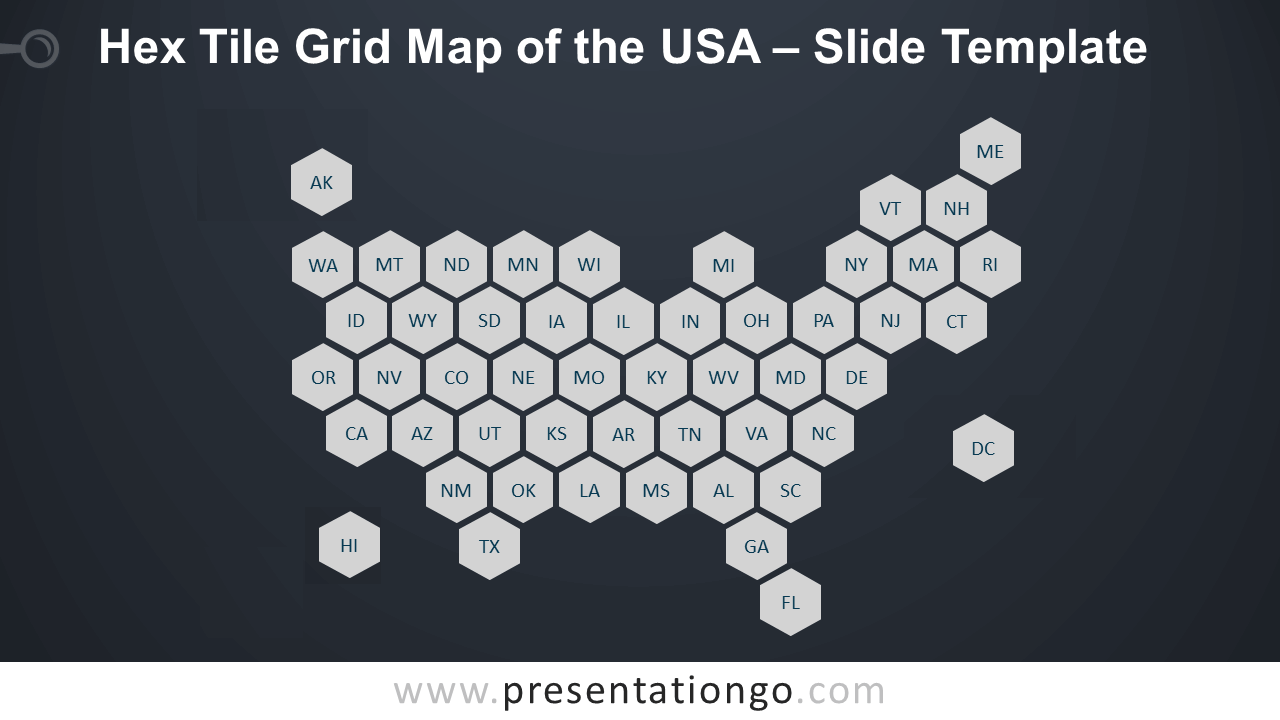 Hex Tile Grid Map of the USA – Slide Template
ME
AK
VT NH
WA MT ND MN WI MI NY MA RI
ID WY SD IA IL IN OH PA NJ CT
OR NV CO NE MO KY WV MD DE
CA AZ UT KS AR TN VA NC
DC
NM OK LA MS AL SC
HI TX GA
FL
www.presentationgo.com